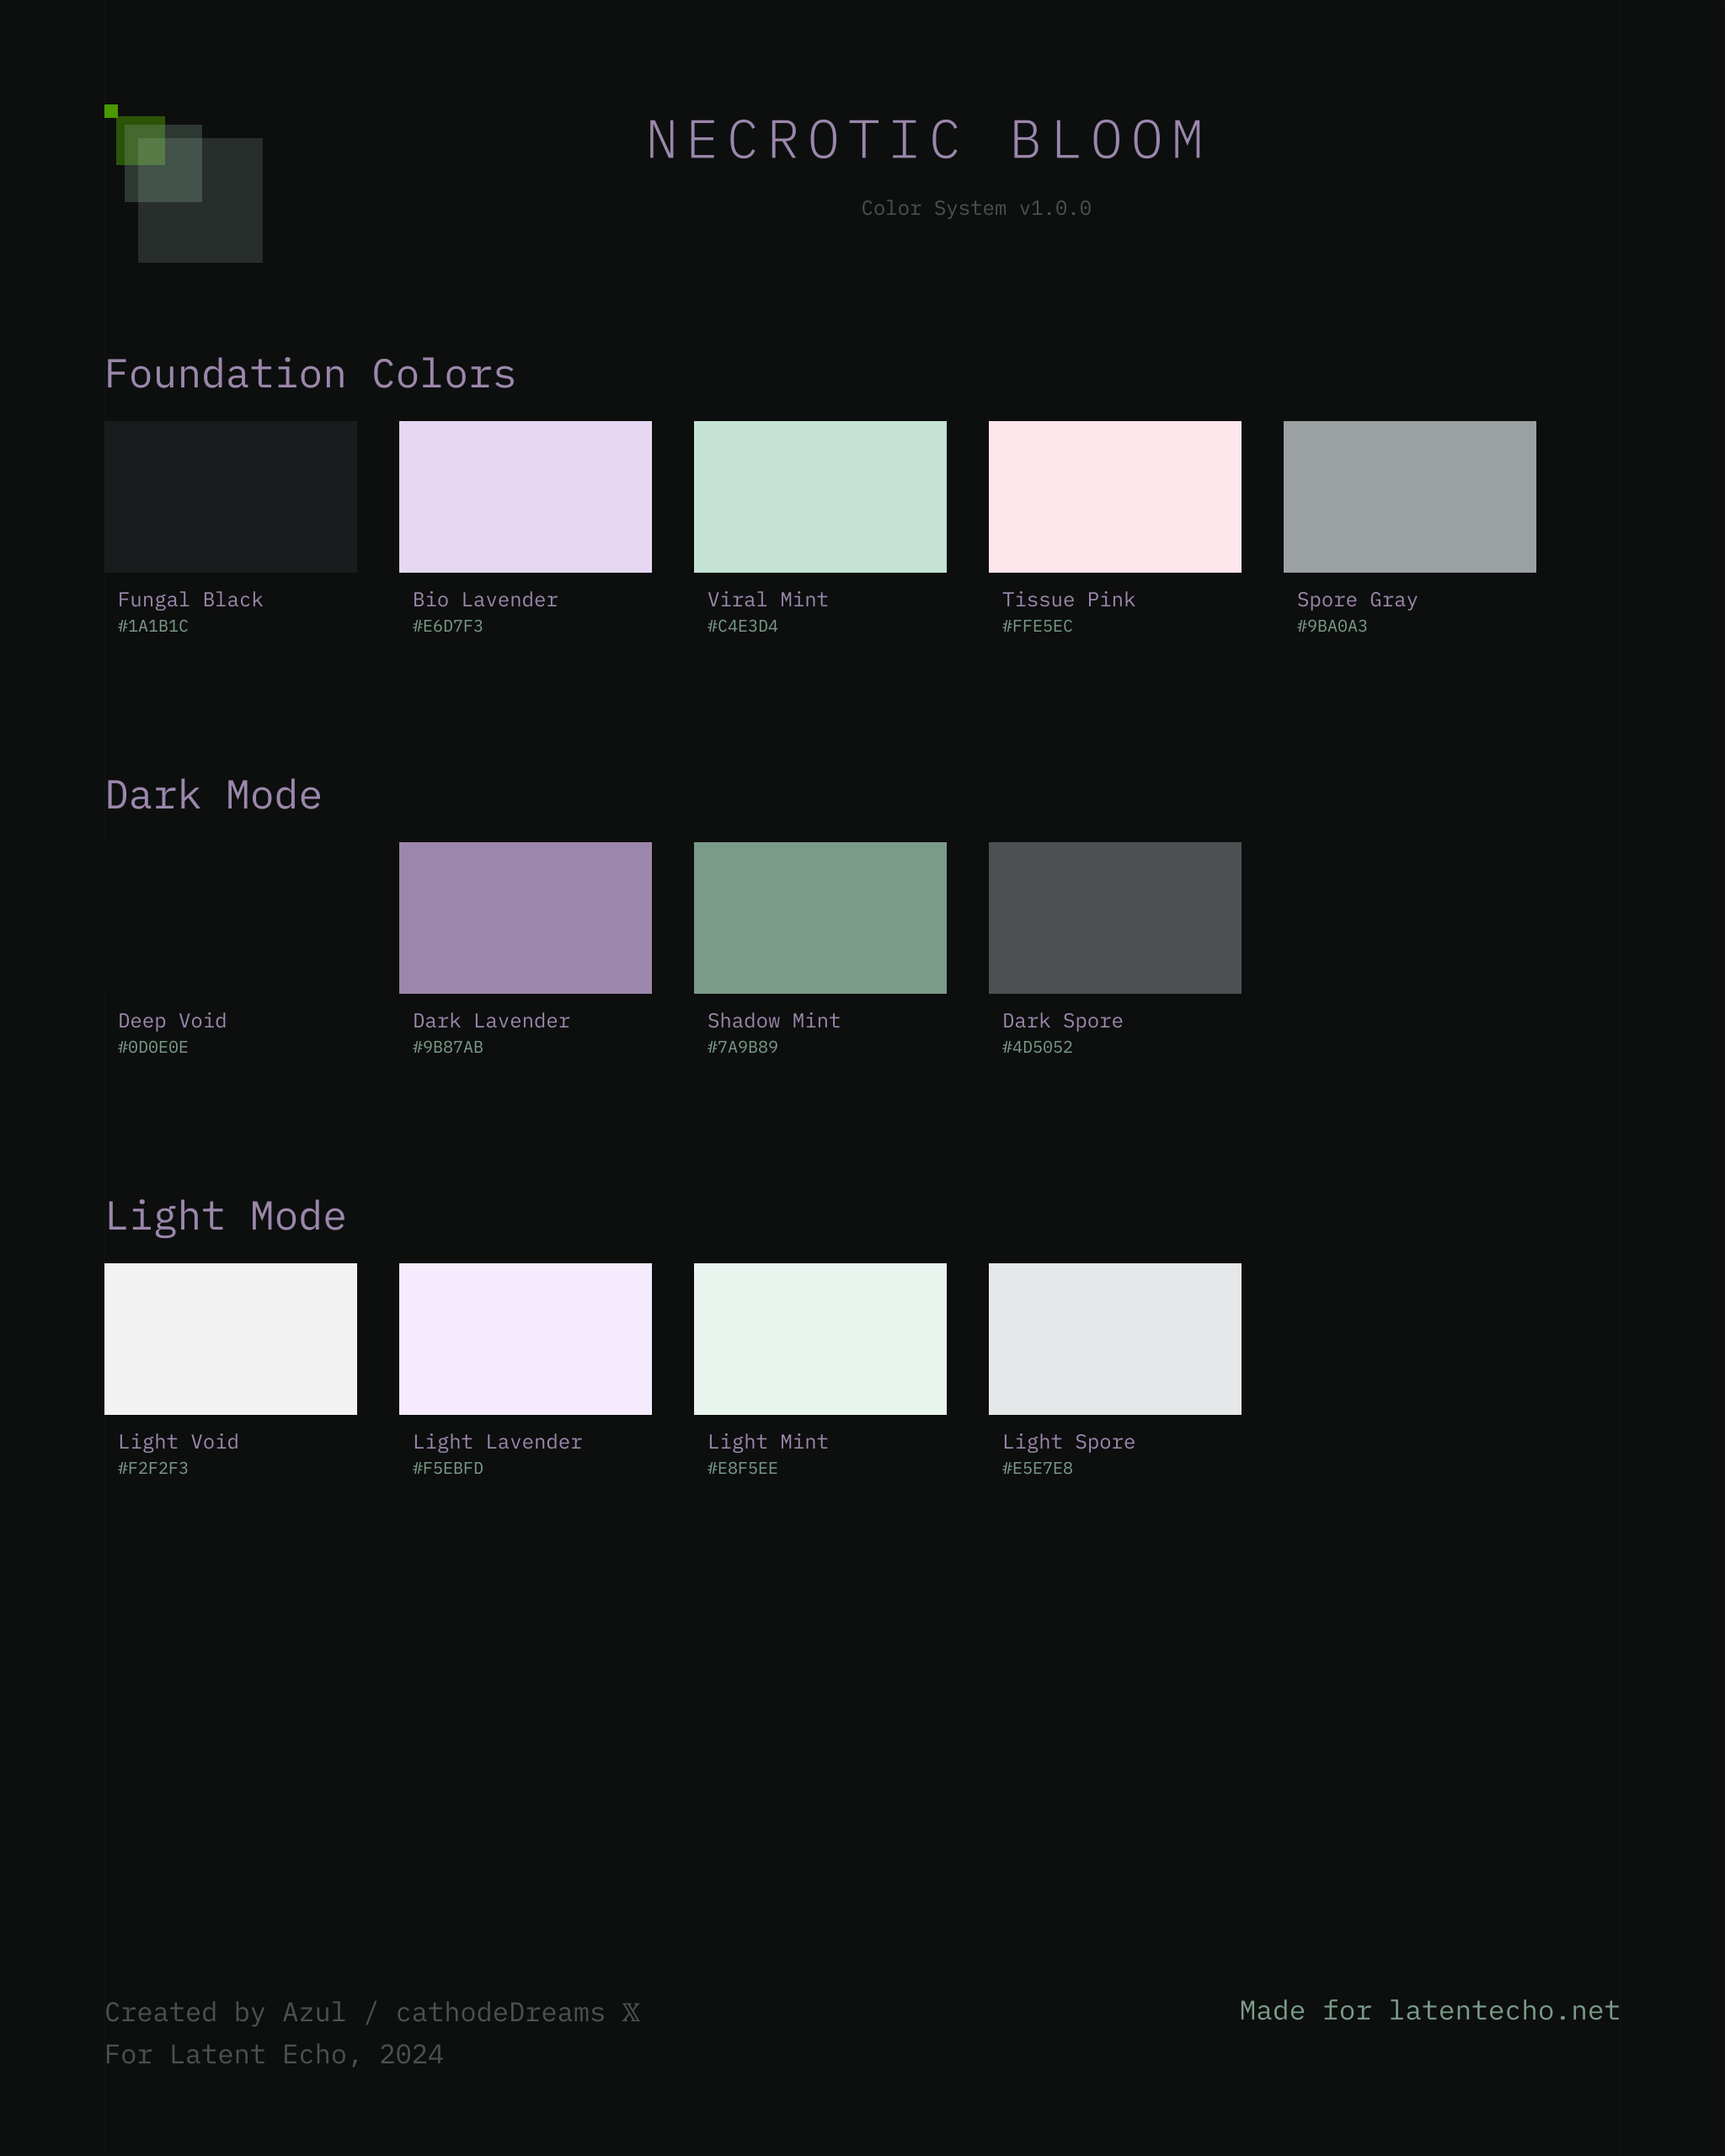 NECROTIC BLOOM
Color System v1.0.0
Foundation Colors
Fungal Black
#1A1B1C
Bio Lavender
#E6D7F3
Viral Mint
#C4E3D4
Tissue Pink
#FFE5EC
Spore Gray
#9BA0A3
Dark Mode
Deep Void
#0D0E0E
Dark Lavender
#9B87AB
Shadow Mint
#7A9B89
Dark Spore
#4D5052
Light Mode
Light Void
#F2F2F3
Light Lavender
#F5EBFD
Light Mint
#E8F5EE
Light Spore
#E5E7E8
Created by Azul / cathodeDreams 𝕏
For Latent Echo, 2024
Made for latentecho.net